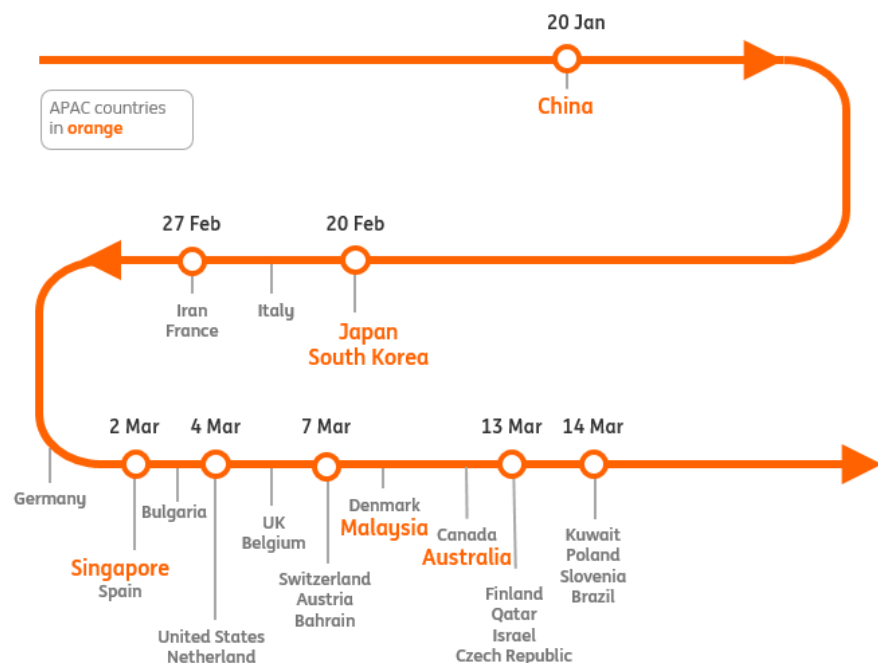 20 Jan
China
APAC countries
in orange
27 Feb
20 Feb
Iran
France
Italy
Japan
South Korea
2 Mar
4 Mar
7 Mar
13 Mar
14 Mar
Germany
Singapore
Spain
Bulgaria
United States
Netherland
UK
Belgium
Switzerland
Austria
Bahrain
Denmark
Malaysia
Canada
Australia
Finland
Qatar
Israel
Czech Republic
Kuwait
Poland
Slovenia
Brazil